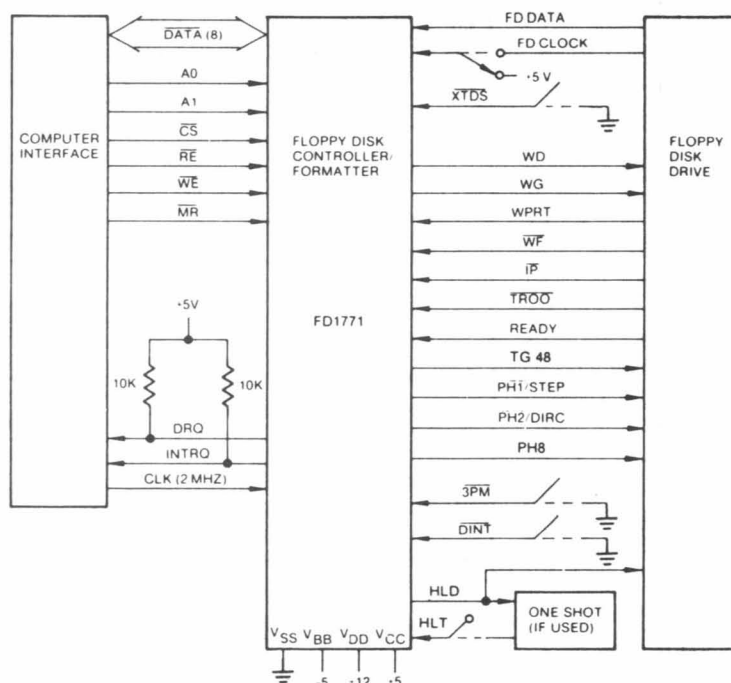 DATA (8)
A0
A1
CS
RE
WE
MR
COMPUTER
INTERFACE
+5V
10K
10K
DRQ
INTRQ
CLK (2 MHZ)
FLOPPY DISK
CONTROLLER/
FORMATTER
FD1771
VSS VBB VDD VCC
-5 +12 +5
FD DATA
FD CLOCK
+5 V
XTDS
WD
WG
WPRT
WF
IP
TROO
READY
TG 48
PH1/STEP
PH2/DIRC
PH8
3PM
DINT
HLD
HLT
ONE SHOT
(IF USED)
FLOPPY
DISK
DRIVE